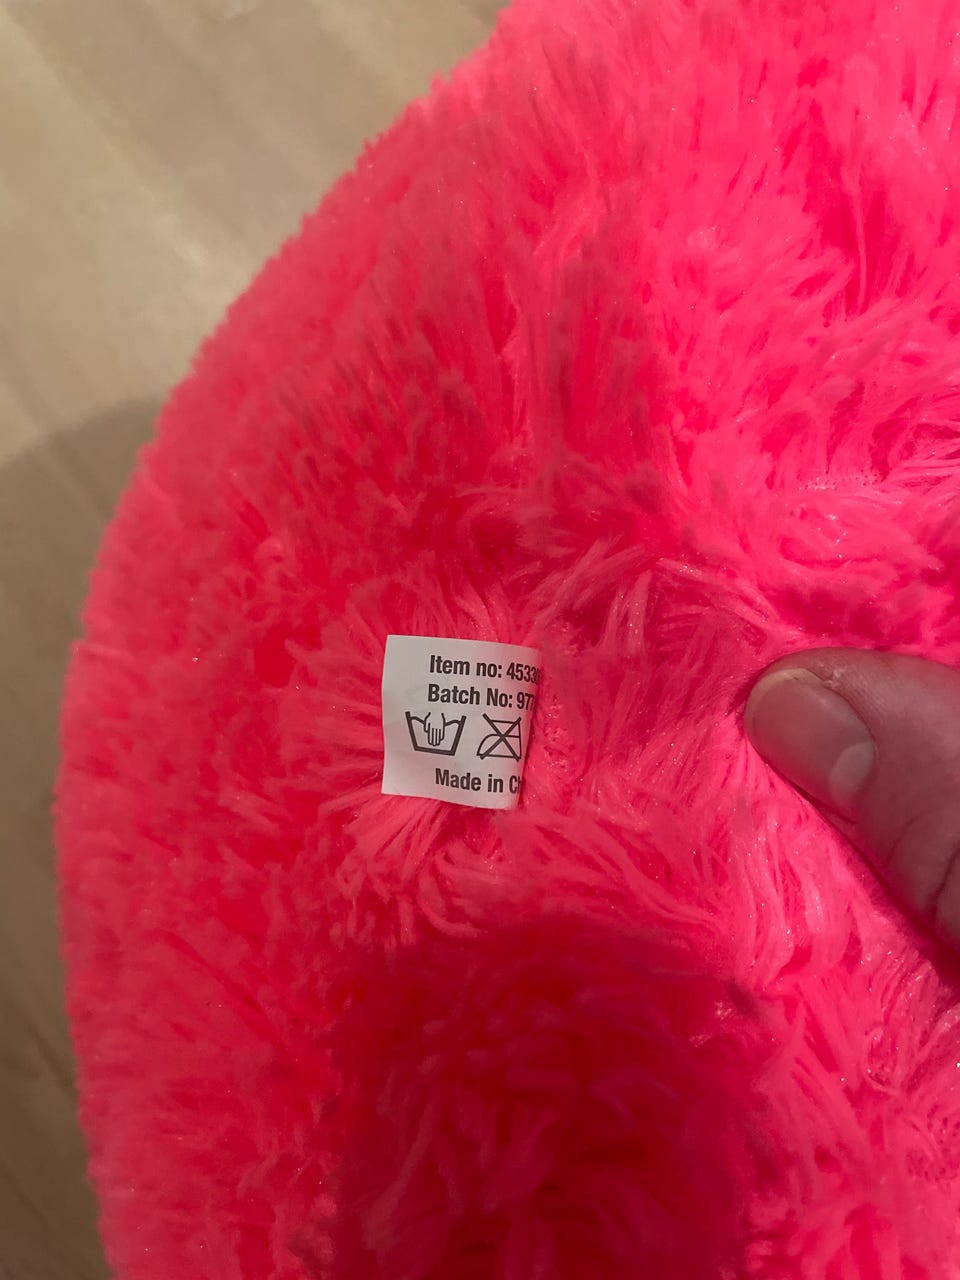 Item no: 4533
Batch No: 97
Made in